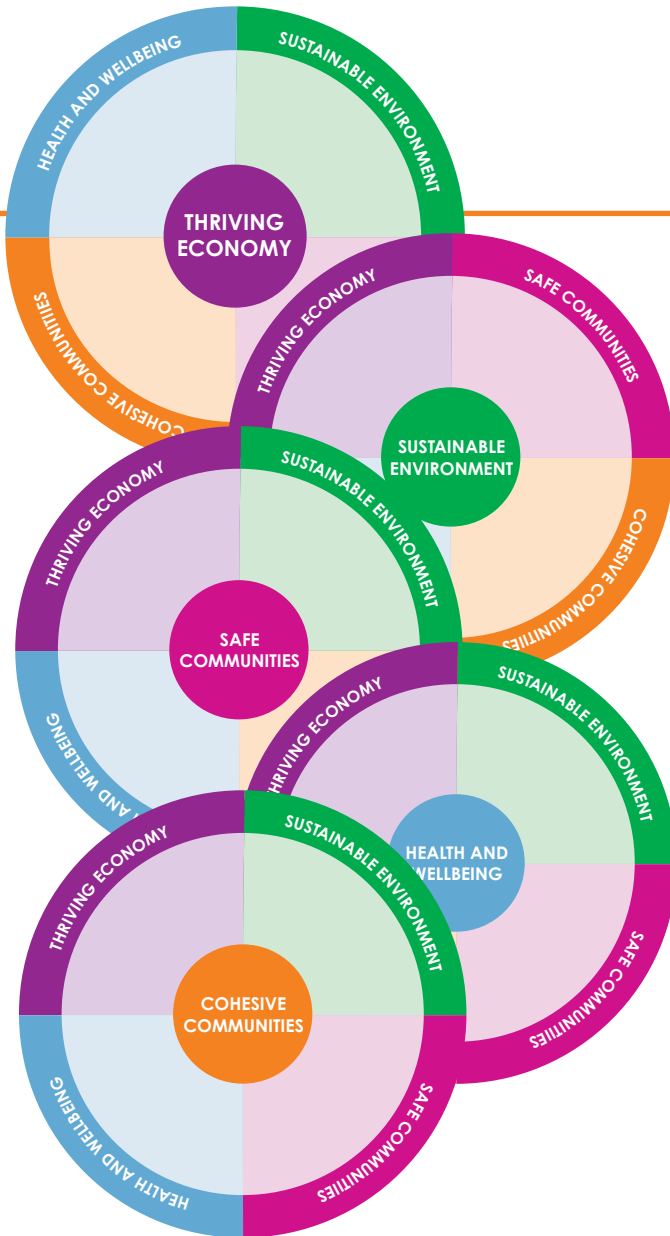 HEALTH AND WELLBEING
SUSTAINABLE ENVIRONMENT
THRIVING
ECONOMY
COHESIVE COMMUNITIES
THRIVING ECONOMY
SAFE COMMUNITIES
SUSTAINABLE
ENVIRONMENT
COHESIVE COMMUNITIES
THRIVING ECONOMY
SUSTAINABLE ENVIRONMENT
SAFE
COMMUNITIES
AND WELLBEING
THRIVING ECONOMY
SUSTAINABLE ENVIRONMENT
HEALTH AND
WELLBEING
SAFE COMMUNITIES
THRIVING ECONOMY
SUSTAINABLE ENVIRONMENT
COHESIVE
COMMUNITIES
HEALTH AND WELLBEING
SAFE COMMUNITIES